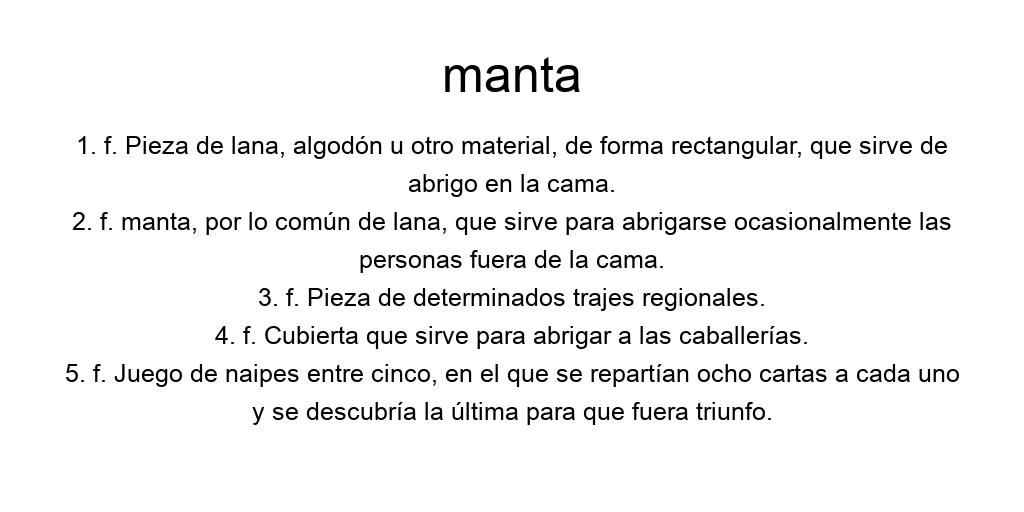 manta
1. f. Pieza de lana, algodón u otro material, de forma rectangular, que sirve de
abrigo en la cama.
2. f. manta, por lo común de lana, que sirve para abrigarse ocasionalmente las
personas fuera de la cama.
3. f. Pieza de determinados trajes regionales.
4. f. Cubierta que sirve para abrigar a las caballerías.
5. f. Juego de naipes entre cinco, en el que se repartían ocho cartas a cada uno
y se descubría la última para que fuera triunfo.